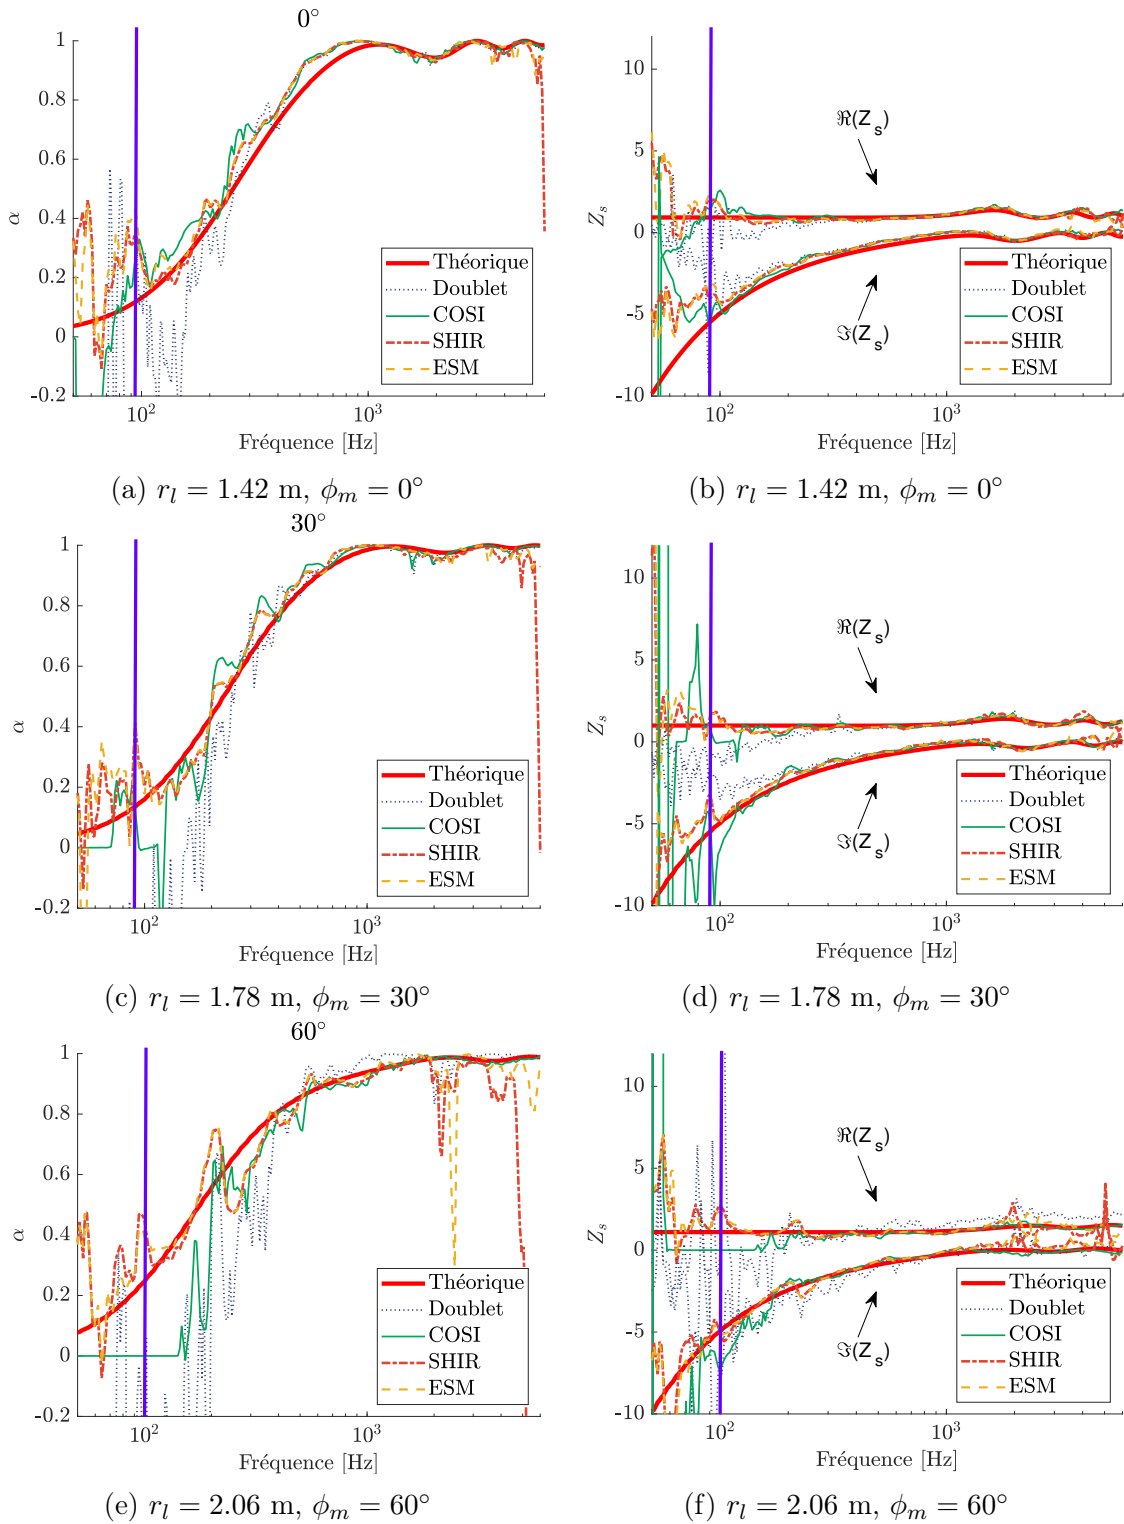 0°
1
0.8
0.6
0.4
0.2
0
-0.2
α
10²
10³
Fréquence [Hz]
Théorique
Doublet
COSI
SHIR
ESM
(a) r_l = 1.42 m, ϕ_m = 0°
10
5
0
-5
-10
Z_s
ℜ(Z_s)
ℑ(Z_s)
10²
10³
Fréquence [Hz]
Théorique
Doublet
COSI
SHIR
ESM
(b) r_l = 1.42 m, ϕ_m = 0°
30°
1
0.8
0.6
0.4
0.2
0
-0.2
α
10²
10³
Fréquence [Hz]
Théorique
Doublet
COSI
SHIR
ESM
(c) r_l = 1.78 m, ϕ_m = 30°
10
5
0
-5
-10
Z_s
ℜ(Z_s)
ℑ(Z_s)
10²
10³
Fréquence [Hz]
Théorique
Doublet
COSI
SHIR
ESM
(d) r_l = 1.78 m, ϕ_m = 30°
60°
1
0.8
0.6
0.4
0.2
0
-0.2
α
10²
10³
Fréquence [Hz]
Théorique
Doublet
COSI
SHIR
ESM
(e) r_l = 2.06 m, ϕ_m = 60°
10
5
0
-5
-10
Z_s
ℜ(Z_s)
ℑ(Z_s)
10²
10³
Fréquence [Hz]
Théorique
Doublet
COSI
SHIR
ESM
(f) r_l = 2.06 m, ϕ_m = 60°